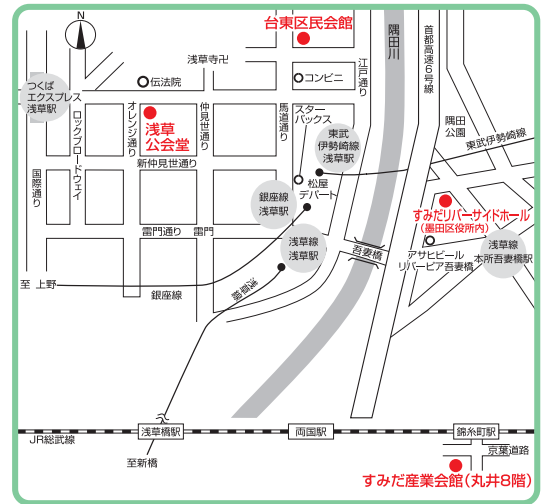 N
台東区民会館
隅田川
首都高速6号線
浅草寺卍
江戸通り
つくば
エクスプレス
浅草駅
伝法院
コンビニ
ロックブロードウェイ
オレンジ通り
浅草
公会堂
仲見世通り
馬道通り
スター
バックス
隅田
公園
東武
伊勢崎線
浅草駅
東武伊勢崎線
新仲見世通り
国際通り
松屋
デパート
銀座線
浅草駅
すみだリバーサイドホール
(墨田区役所内)
雷門通り
雷門
浅草線
浅草駅
吾妻橋
アサヒビール
リバーピア吾妻橋
浅草線
本所吾妻橋駅
至 上野
銀座線
浅草線
浅草橋駅
両国駅
錦糸町駅
JR総武線
京葉道路
至新橋
すみだ産業会館(丸井8階)